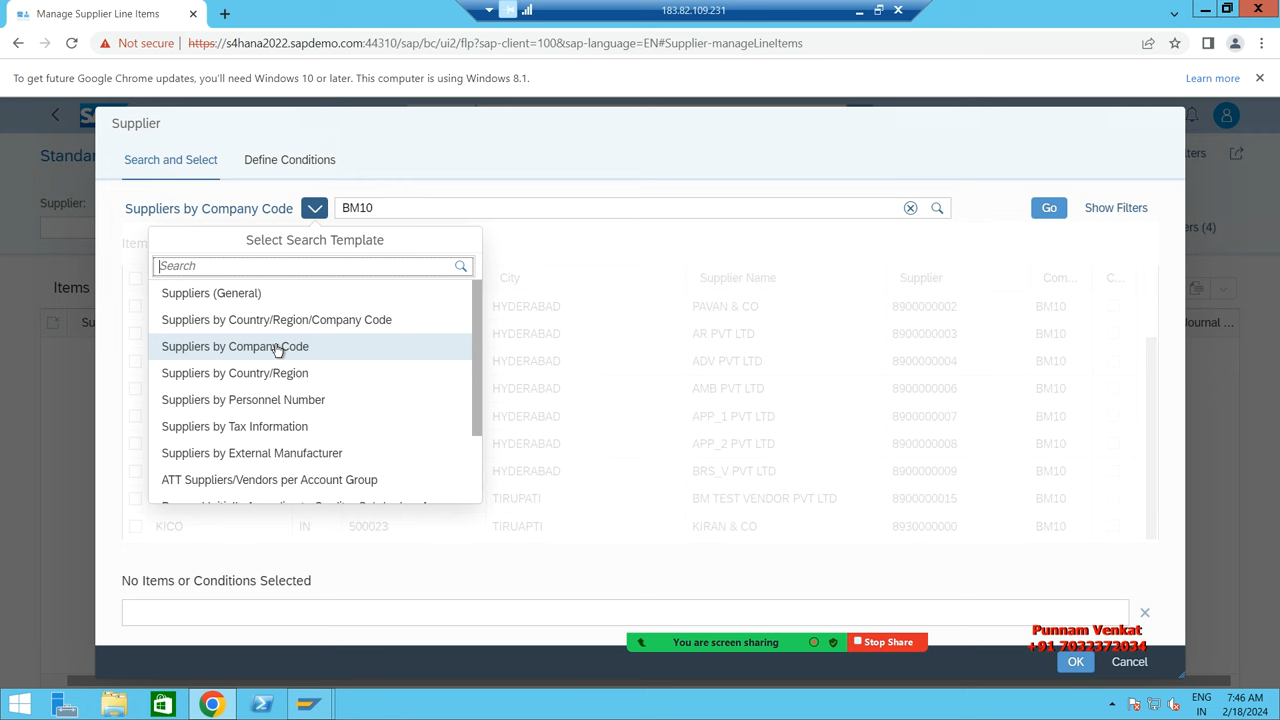 Manage Supplier Line Items
183.82.109.231
Not secure https://s4hana2022.sapdemo.com:44310/sap/bc/ui2/flp?sap-client=100&sap-language=EN#Supplier-manageLineItems
To get future Google Chrome updates, you'll need Windows 10 or later. This computer is using Windows 8.1.
Learn more
Supplier
Standa
Search and Select
Define Conditions
Supplier:
Suppliers by Company Code
BM10
Go
Show Filters
(4)
Select Search Template
Search
Items
Suppliers (General)
Suppliers by Country/Region/Company Code
Suppliers by Company Code
Suppliers by Country/Region
Suppliers by Personnel Number
Suppliers by Tax Information
Suppliers by External Manufacturer
ATT Suppliers/Vendors per Account Group
City Supplier Name Supplier Com... C...
HYDERABAD PAVAN & CO 8900000002 BM10
HYDERABAD AR PVT LTD 8900000003 BM10
HYDERABAD ADV PVT LTD 8900000004 BM10
HYDERABAD AMB PVT LTD 8900000006 BM10
HYDERABAD APP_1 PVT LTD 8900000007 BM10
HYDERABAD APP_2 PVT LTD 8900000008 BM10
HYDERABAD BRS_V PVT LTD 8900000009 BM10
TIRUPATI BM TEST VENDOR PVT LTD 8900000015 BM10
KICO IN 500023 TIRUAPTI KIRAN & CO 8930000000 BM10
Journal ...
No Items or Conditions Selected
You are screen sharing
Stop Share
Punnam Venkat
+91 7032372034
OK
Cancel
ENG
IN
7:46 AM
2/18/2024